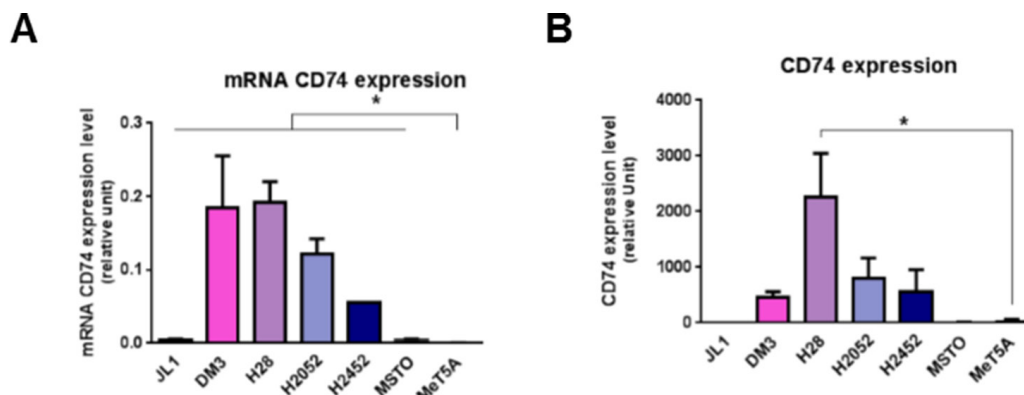 A
mRNA CD74 expression
*
mRNA CD74 expression level
(relative unit)
0.3
0.2
0.1
0.0
JL1
DM3
H28
H2052
H2452
MSTO
MeT5A
B
CD74 expression
*
CD74 expression level
(relative Unit)
4000
3000
2000
1000
0
JL1
DM3
H28
H2052
H2452
MSTO
MeT5A